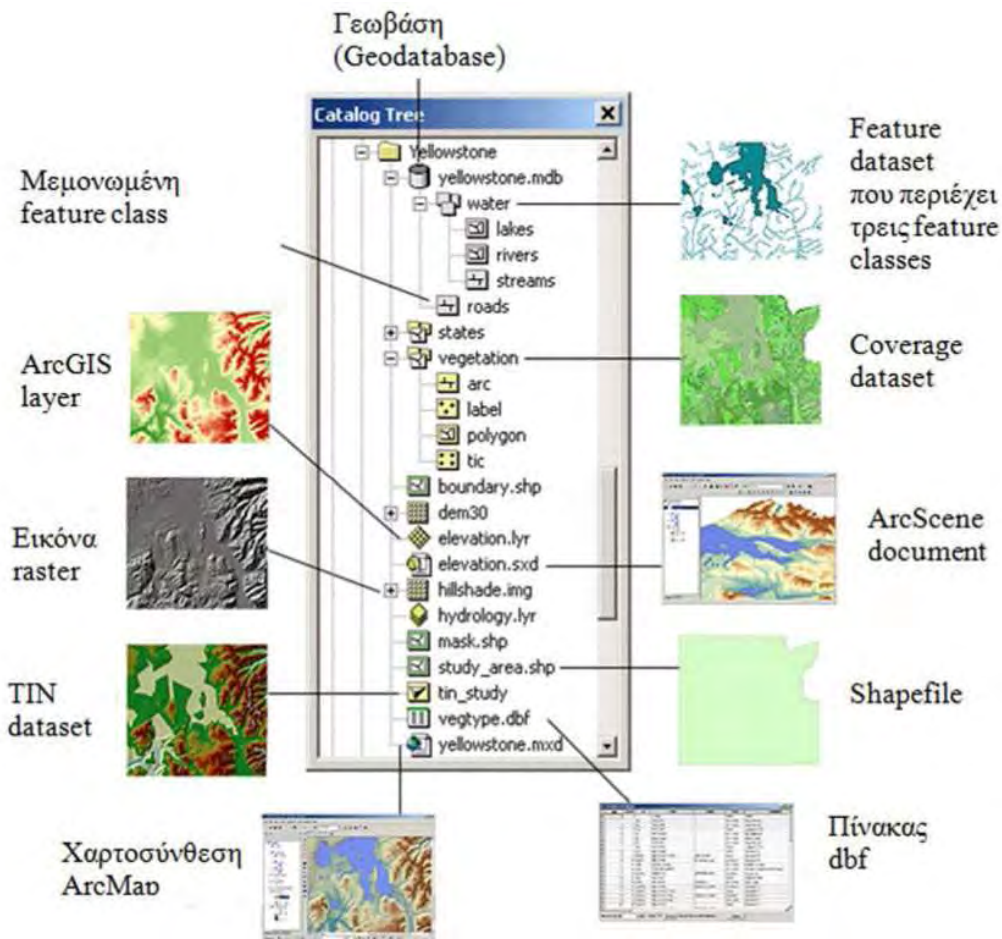 Γεωβάση
(Geodatabase)
Catalog Tree
Yellowstone
yellowstone.mdb
water
lakes
rivers
streams
roads
states
vegetation
arc
label
polygon
tic
boundary.shp
dem30
elevation.lyr
elevation.sxd
hillshade.img
hydrology.lyr
mask.shp
study_area.shp
tin_study
vegtype.dbf
yellowstone.mxd
Μεμονωμένη
feature class
ArcGIS
layer
Εικόνα
raster
TIN
dataset
Χαρτοσύνθεση
ArcMap
Feature
dataset
που περιέχει
τρεις feature
classes
Coverage
dataset
ArcScene
document
Shapefile
Πίνακας
dbf